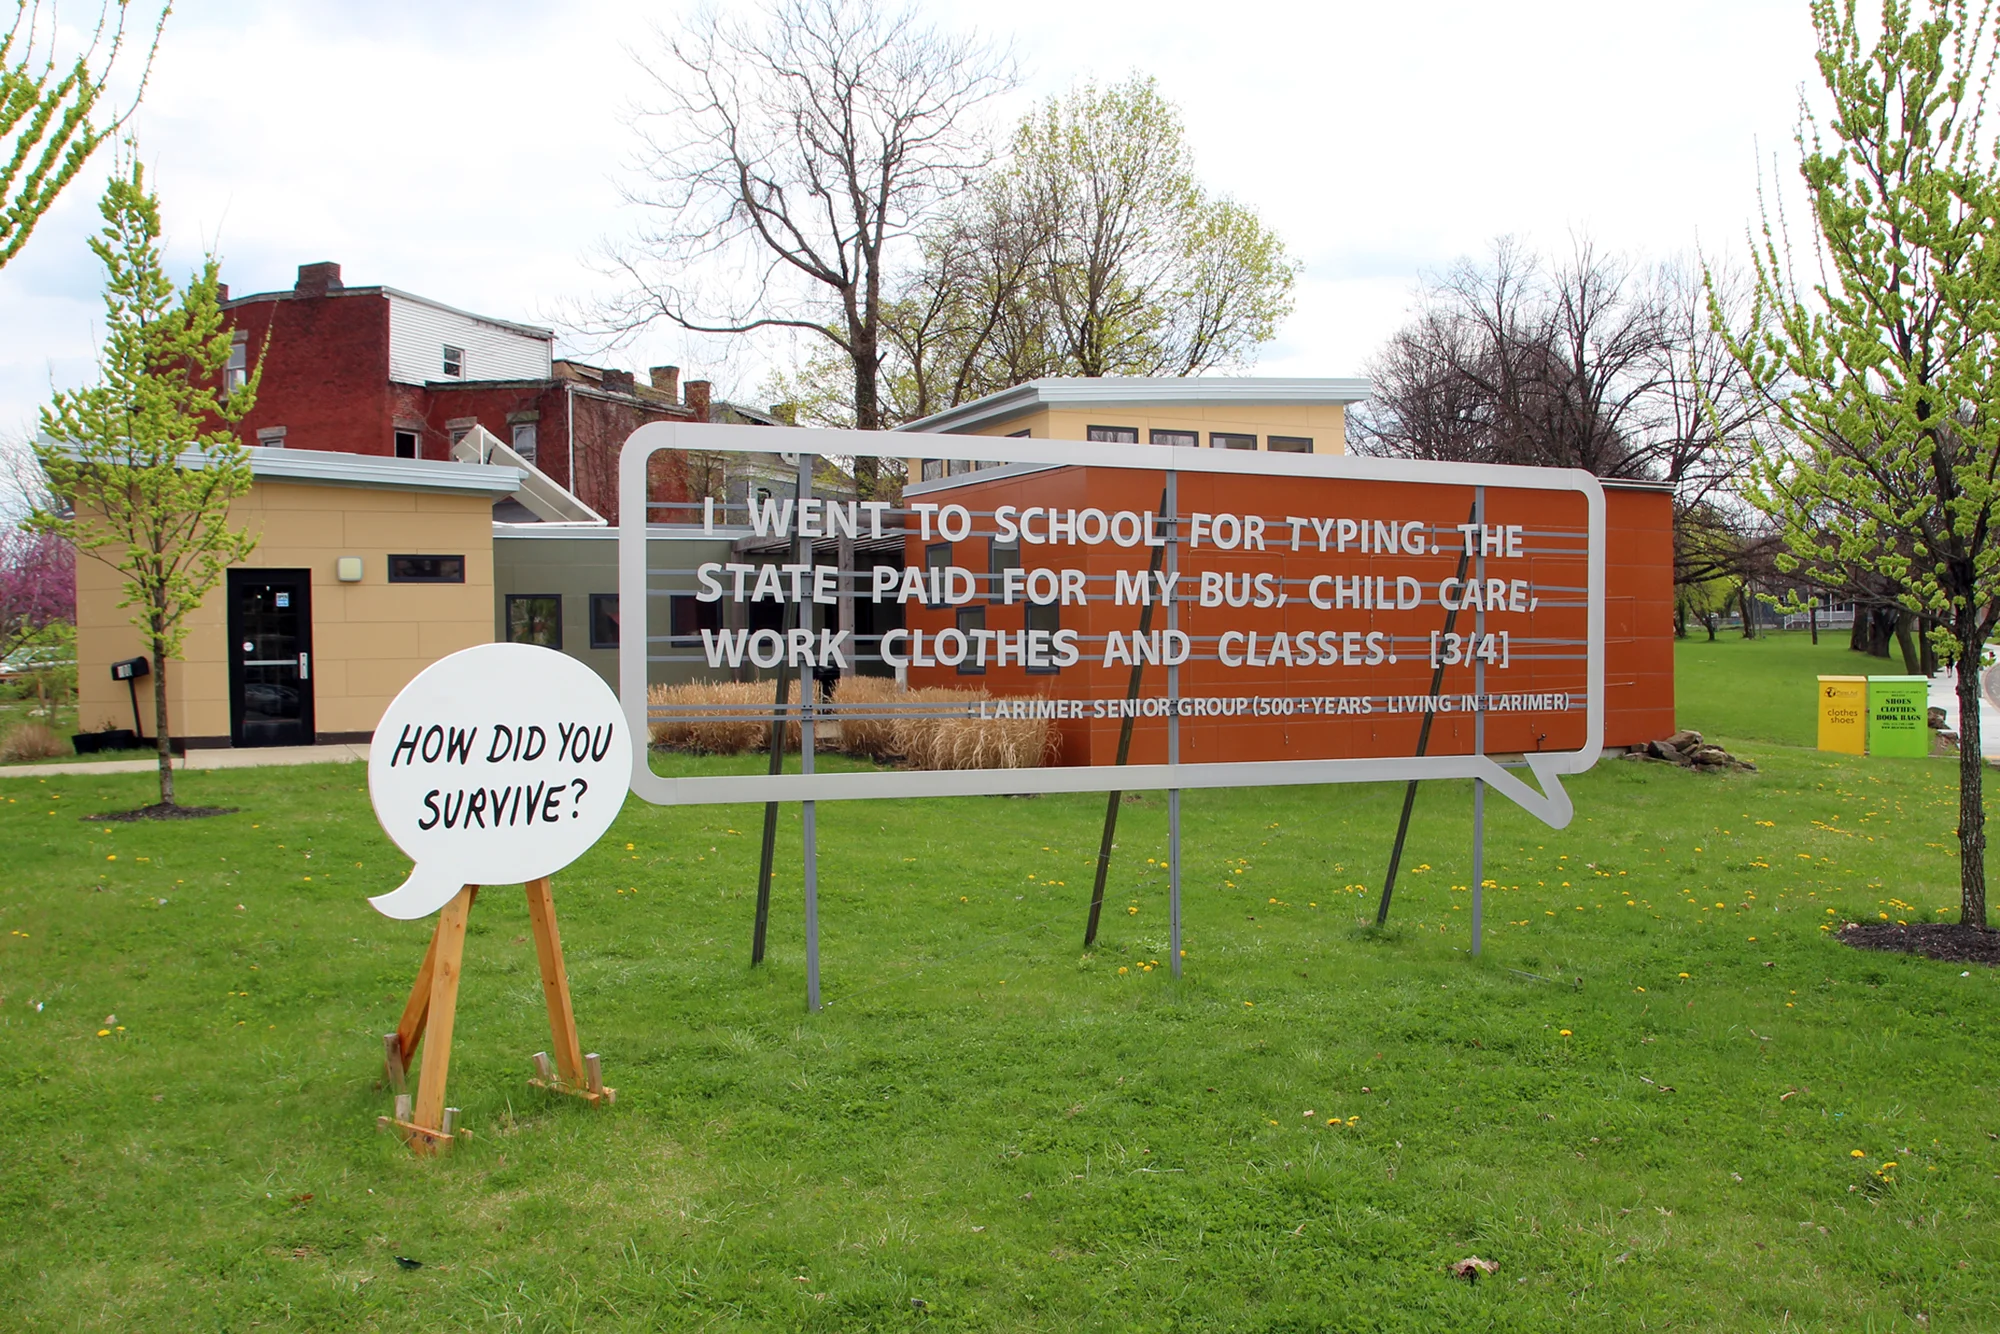 HOW DID YOU
SURVIVE?
I WENT TO SCHOOL FOR TYPING. THE
STATE PAID FOR MY BUS, CHILD CARE,
WORK CLOTHES AND CLASSES. [3/4]
-LARIMER SENIOR GROUP (500+YEARS LIVING IN LARIMER)
clothes
shoes
SHOES
CLOTHES
BOOK BAGS